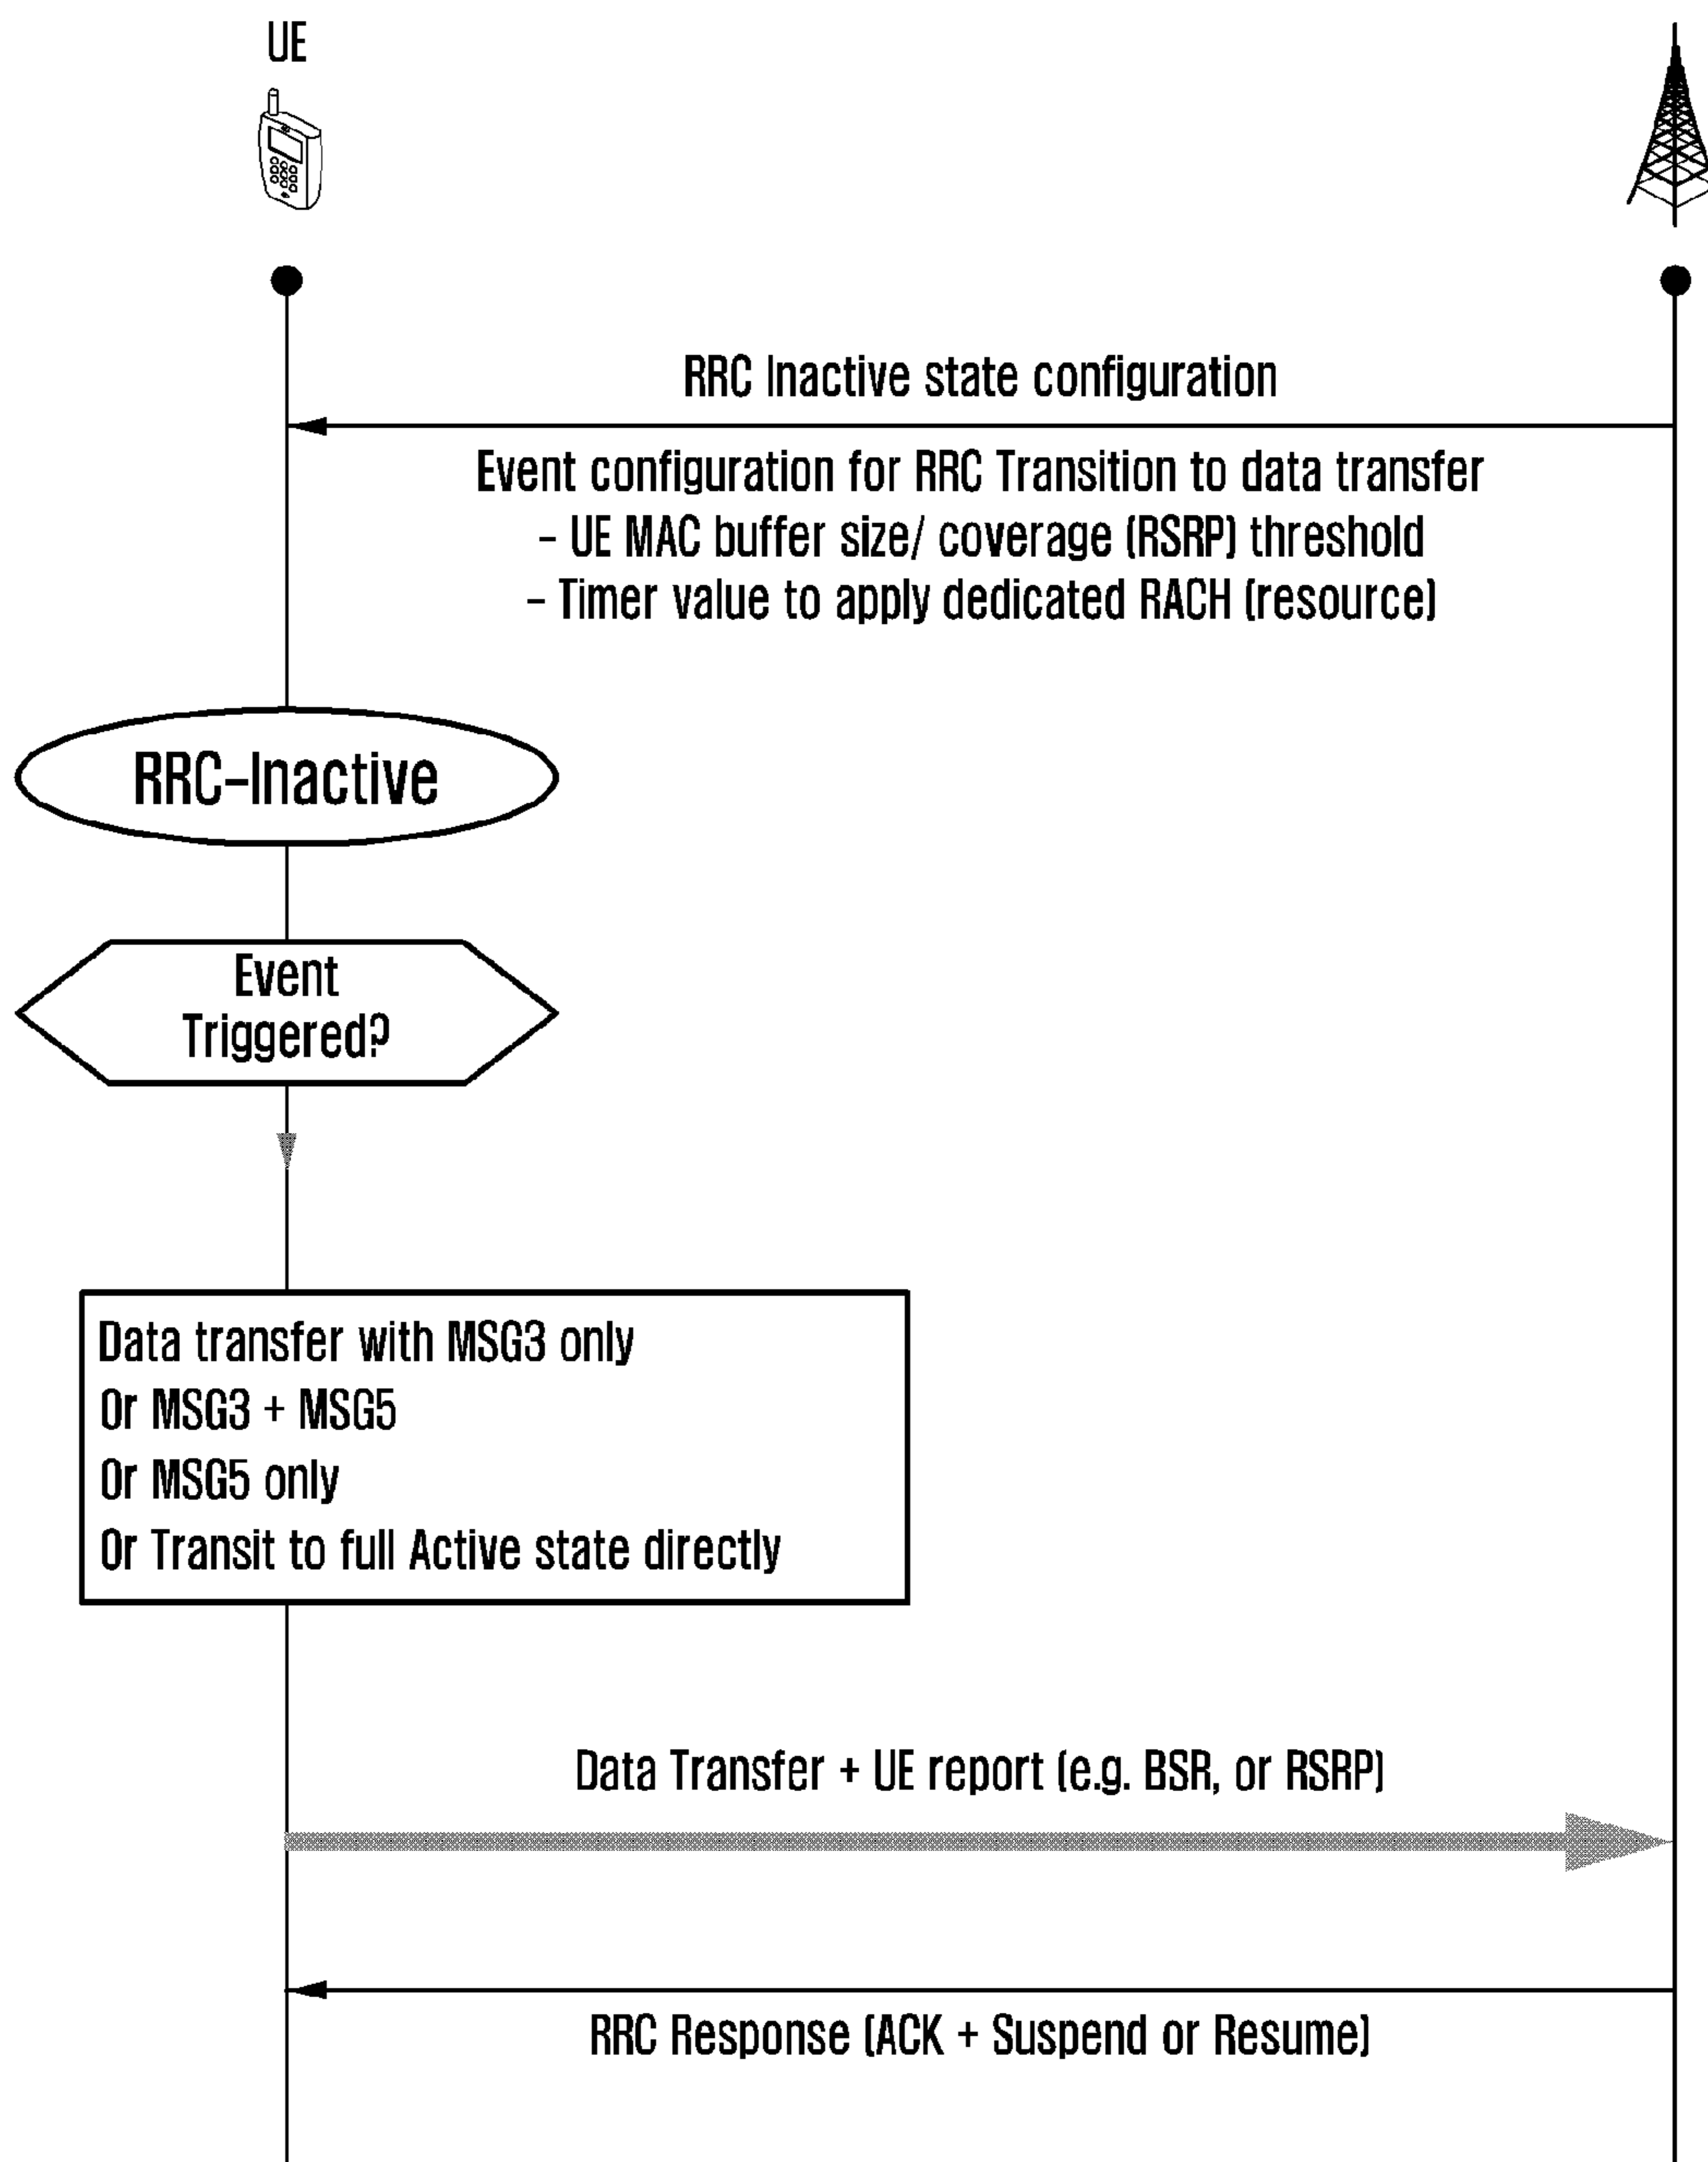 UE
RRC Inactive state configuration
Event configuration for RRC Transition to data transfer
- UE MAC buffer size/ coverage (RSRP) threshold
- Timer value to apply dedicated RACH (resource)
RRC-Inactive
Event
Triggered?
Data transfer with MSG3 only
Or MSG3 + MSG5
Or MSG5 only
Or Transit to full Active state directly
Data Transfer + UE report (e.g. BSR, or RSRP)
RRC Response (ACK + Suspend or Resume)